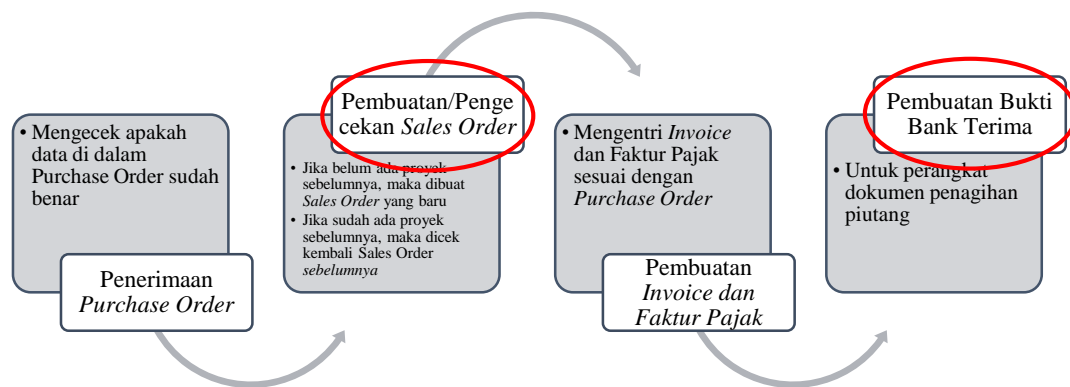 • Mengecek apakah
data di dalam
Purchase Order sudah
benar
Penerimaan
Purchase Order
Pembuatan/Penge
cekan Sales Order
• Jika belum ada proyek
sebelumnya, maka dibuat
Sales Order yang baru
• Jika sudah ada proyek
sebelumnya, maka dicek
kembali Sales Order
sebelumnya
• Mengentri Invoice
dan Faktur Pajak
sesuai dengan
Purchase Order
Pembuatan
Invoice dan
Faktur Pajak
Pembuatan Bukti
Bank Terima
• Untuk perangkat
dokumen penagihan
piutang